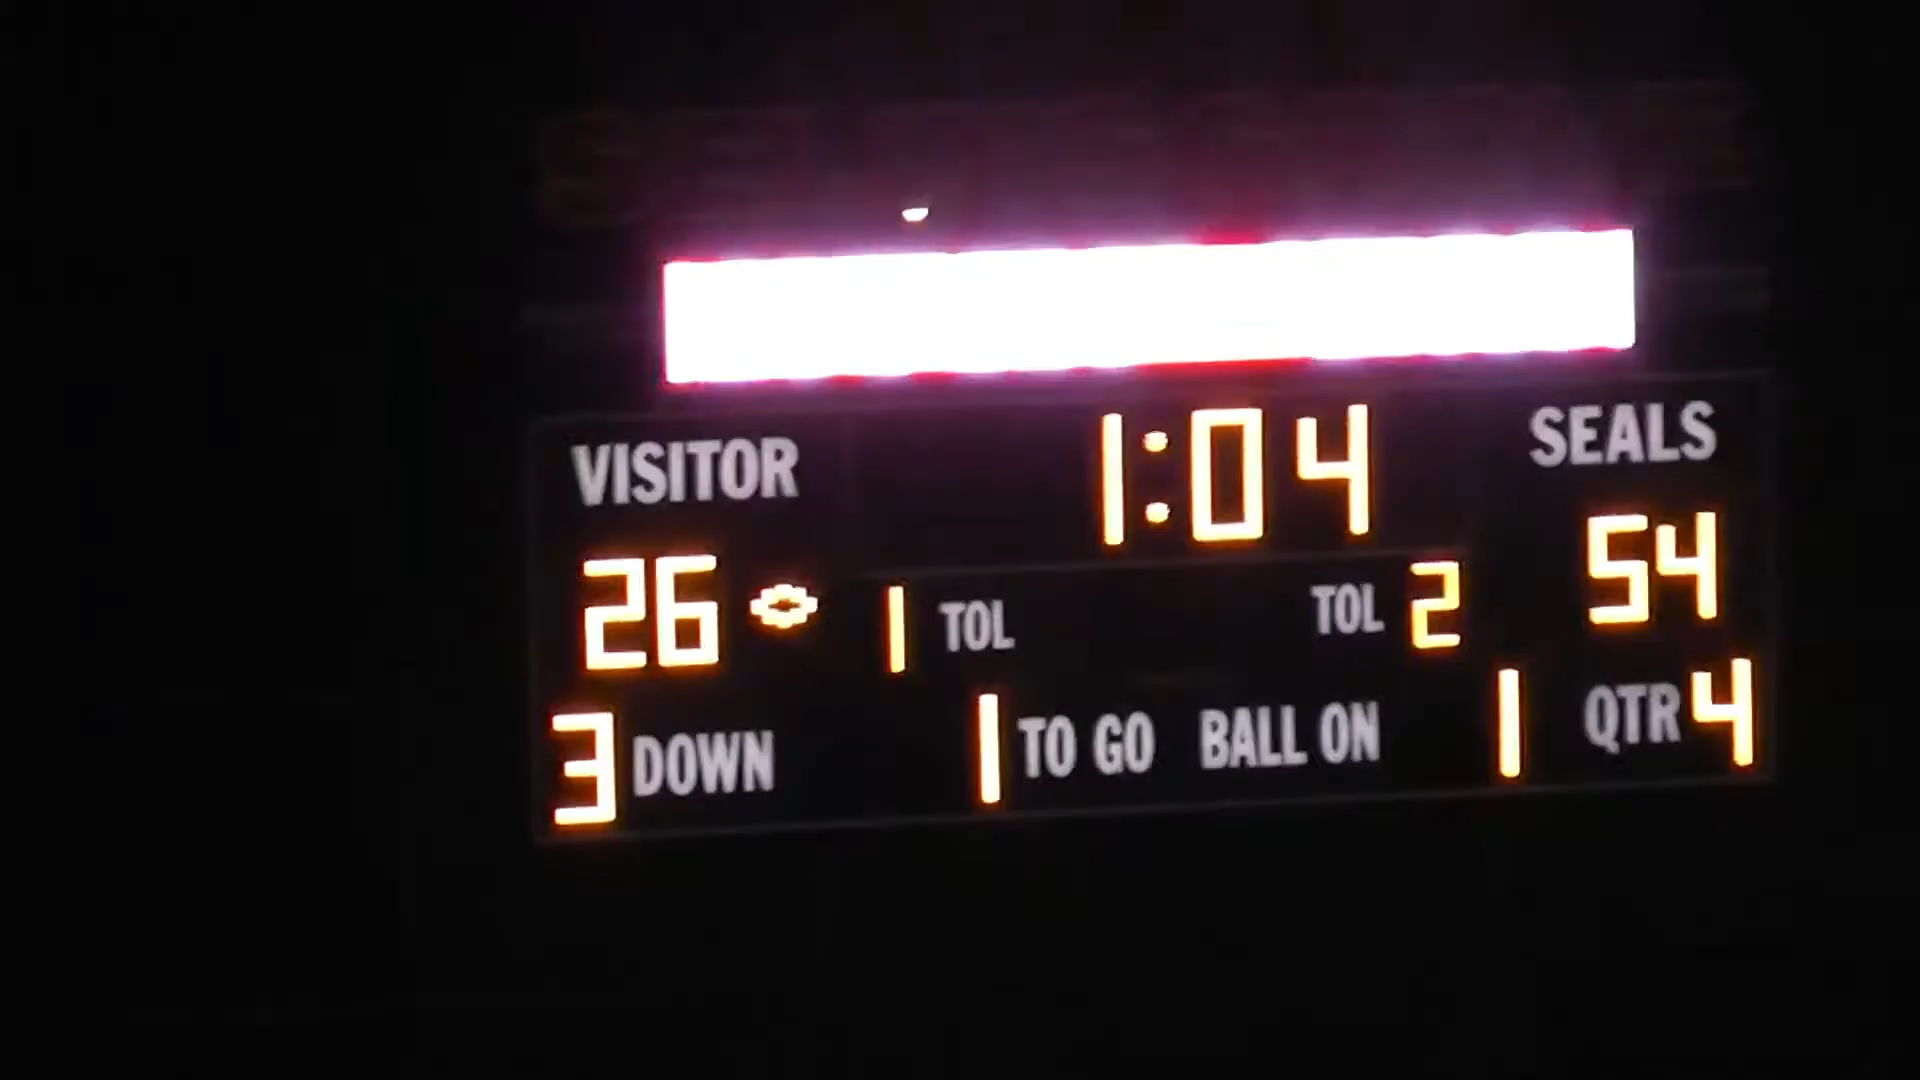 VISITOR 1:04 SEALS
26 1 TOL TOL 2 54
3 DOWN 1 TO GO BALL ON 1 QTR 4